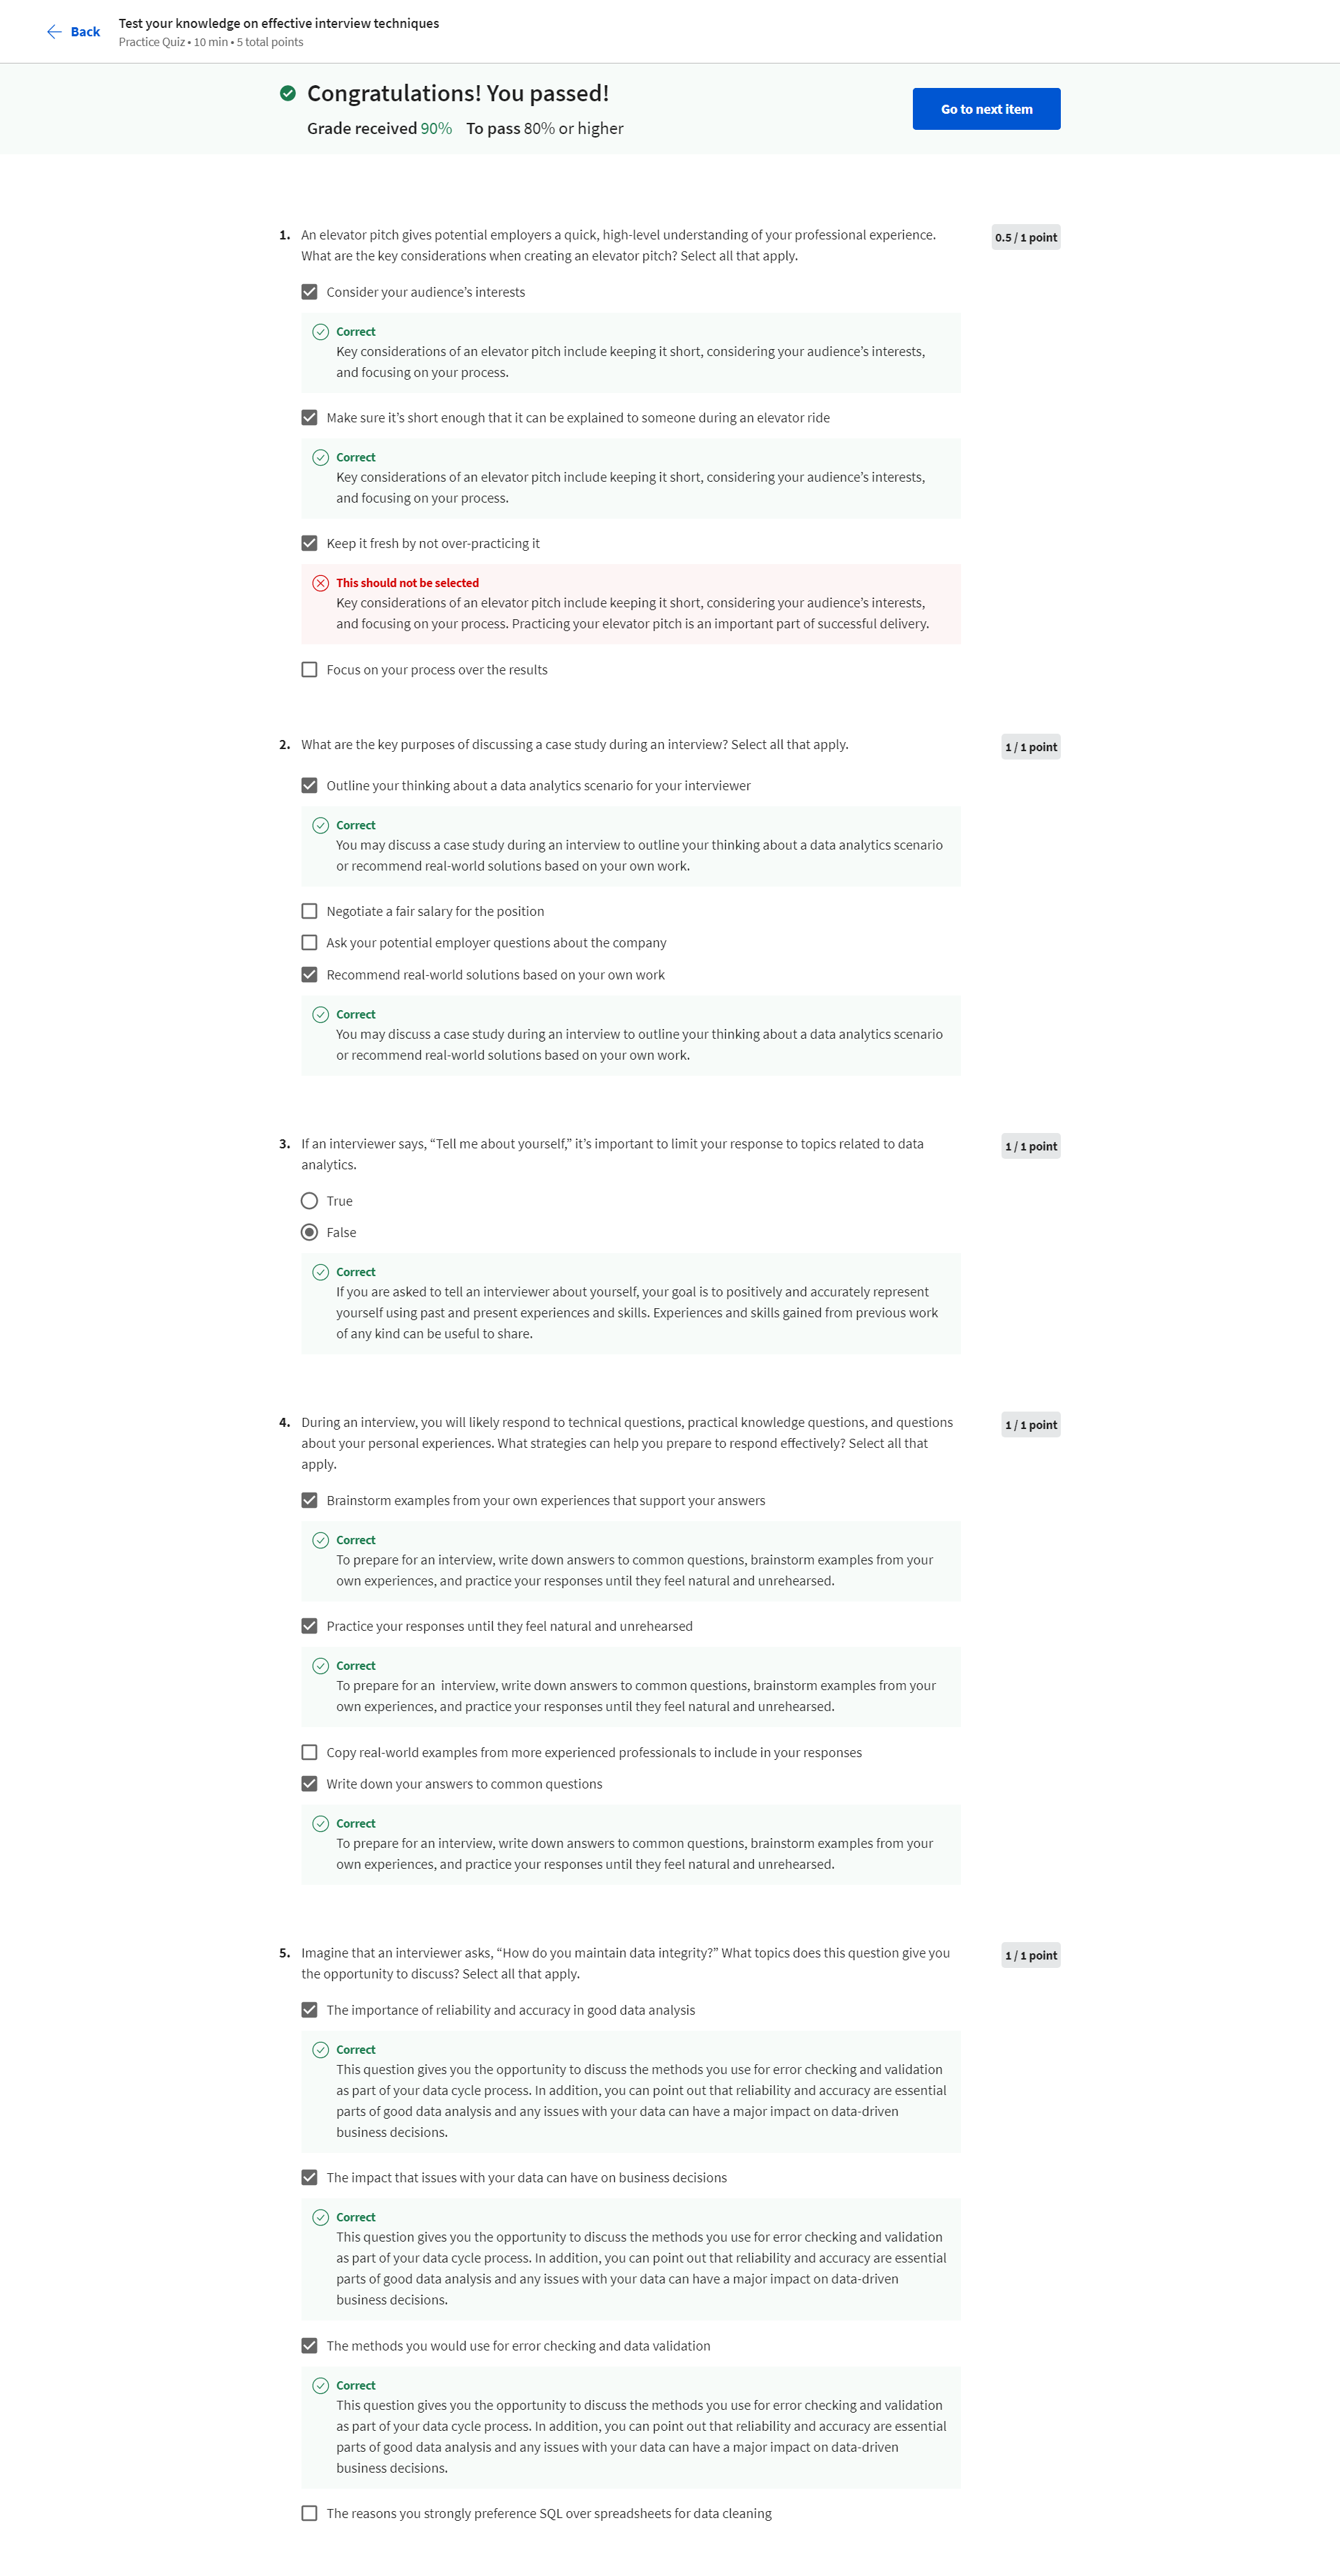 Back
Test your knowledge on effective interview techniques
Practice Quiz • 10 min • 5 total points
Congratulations! You passed!
Grade received 90% To pass 80% or higher
Go to next item
1. An elevator pitch gives potential employers a quick, high-level understanding of your professional experience.
What are the key considerations when creating an elevator pitch? Select all that apply.
0.5 / 1 point
Consider your audience’s interests
Correct
Key considerations of an elevator pitch include keeping it short, considering your audience’s interests,
and focusing on your process.
Make sure it’s short enough that it can be explained to someone during an elevator ride
Correct
Key considerations of an elevator pitch include keeping it short, considering your audience’s interests,
and focusing on your process.
Keep it fresh by not over-practicing it
This should not be selected
Key considerations of an elevator pitch include keeping it short, considering your audience’s interests,
and focusing on your process. Practicing your elevator pitch is an important part of successful delivery.
Focus on your process over the results
2. What are the key purposes of discussing a case study during an interview? Select all that apply.
1 / 1 point
Outline your thinking about a data analytics scenario for your interviewer
Correct
You may discuss a case study during an interview to outline your thinking about a data analytics scenario
or recommend real-world solutions based on your own work.
Negotiate a fair salary for the position
Ask your potential employer questions about the company
Recommend real-world solutions based on your own work
Correct
You may discuss a case study during an interview to outline your thinking about a data analytics scenario
or recommend real-world solutions based on your own work.
3. If an interviewer says, “Tell me about yourself,” it’s important to limit your response to topics related to data
analytics.
1 / 1 point
True
False
Correct
If you are asked to tell an interviewer about yourself, your goal is to positively and accurately represent
yourself using past and present experiences and skills. Experiences and skills gained from previous work
of any kind can be useful to share.
4. During an interview, you will likely respond to technical questions, practical knowledge questions, and questions
about your personal experiences. What strategies can help you prepare to respond effectively? Select all that
apply.
1 / 1 point
Brainstorm examples from your own experiences that support your answers
Correct
To prepare for an interview, write down answers to common questions, brainstorm examples from your
own experiences, and practice your responses until they feel natural and unrehearsed.
Practice your responses until they feel natural and unrehearsed
Correct
To prepare for an interview, write down answers to common questions, brainstorm examples from your
own experiences, and practice your responses until they feel natural and unrehearsed.
Copy real-world examples from more experienced professionals to include in your responses
Write down your answers to common questions
Correct
To prepare for an interview, write down answers to common questions, brainstorm examples from your
own experiences, and practice your responses until they feel natural and unrehearsed.
5. Imagine that an interviewer asks, “How do you maintain data integrity?” What topics does this question give you
the opportunity to discuss? Select all that apply.
1 / 1 point
The importance of reliability and accuracy in good data analysis
Correct
This question gives you the opportunity to discuss the methods you use for error checking and validation
as part of your data cycle process. In addition, you can point out that reliability and accuracy are essential
parts of good data analysis and any issues with your data can have a major impact on data-driven
business decisions.
The impact that issues with your data can have on business decisions
Correct
This question gives you the opportunity to discuss the methods you use for error checking and validation
as part of your data cycle process. In addition, you can point out that reliability and accuracy are essential
parts of good data analysis and any issues with your data can have a major impact on data-driven
business decisions.
The methods you would use for error checking and data validation
Correct
This question gives you the opportunity to discuss the methods you use for error checking and validation
as part of your data cycle process. In addition, you can point out that reliability and accuracy are essential
parts of good data analysis and any issues with your data can have a major impact on data-driven
business decisions.
The reasons you strongly preference SQL over spreadsheets for data cleaning